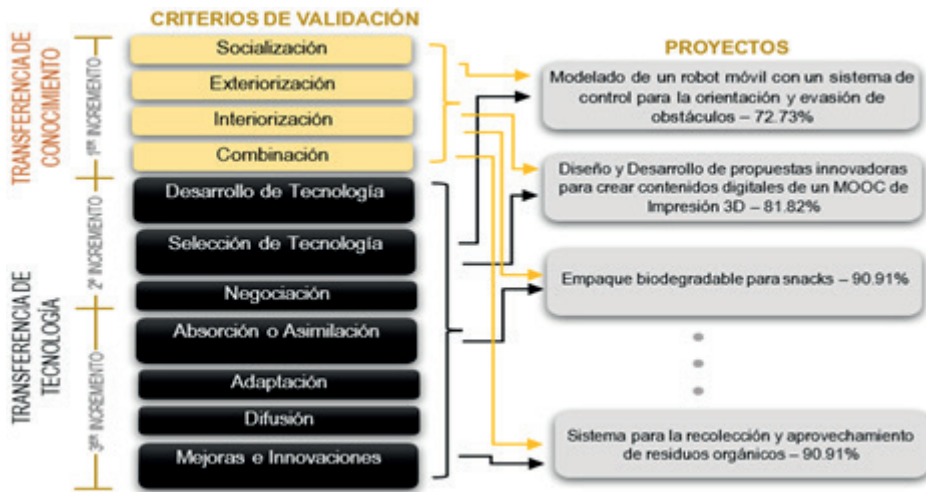 CRITERIOS DE VALIDACIÓN
TRANSFERENCIA DE
CONOCIMIENTO
1ER INCREMENTO
Socialización
Exteriorización
Interiorización
Combinación
TRANSFERENCIA DE
TECNOLOGÍA
2º INCREMENTO
Desarrollo de Tecnología
Selección de Tecnología
Negociación
3ER INCREMENTO
Absorción o Asimilación
Adaptación
Difusión
Mejoras e Innovaciones
PROYECTOS
Modelado de un robot móvil con un sistema de
control para la orientación y evasión de
obstáculos – 72.73%
Diseño y Desarrollo de propuestas innovadoras
para crear contenidos digitales de un MOOC de
Impresión 3D – 81.82%
Empaque biodegradable para snacks – 90.91%
Sistema para la recolección y aprovechamiento
de residuos orgánicos – 90.91%